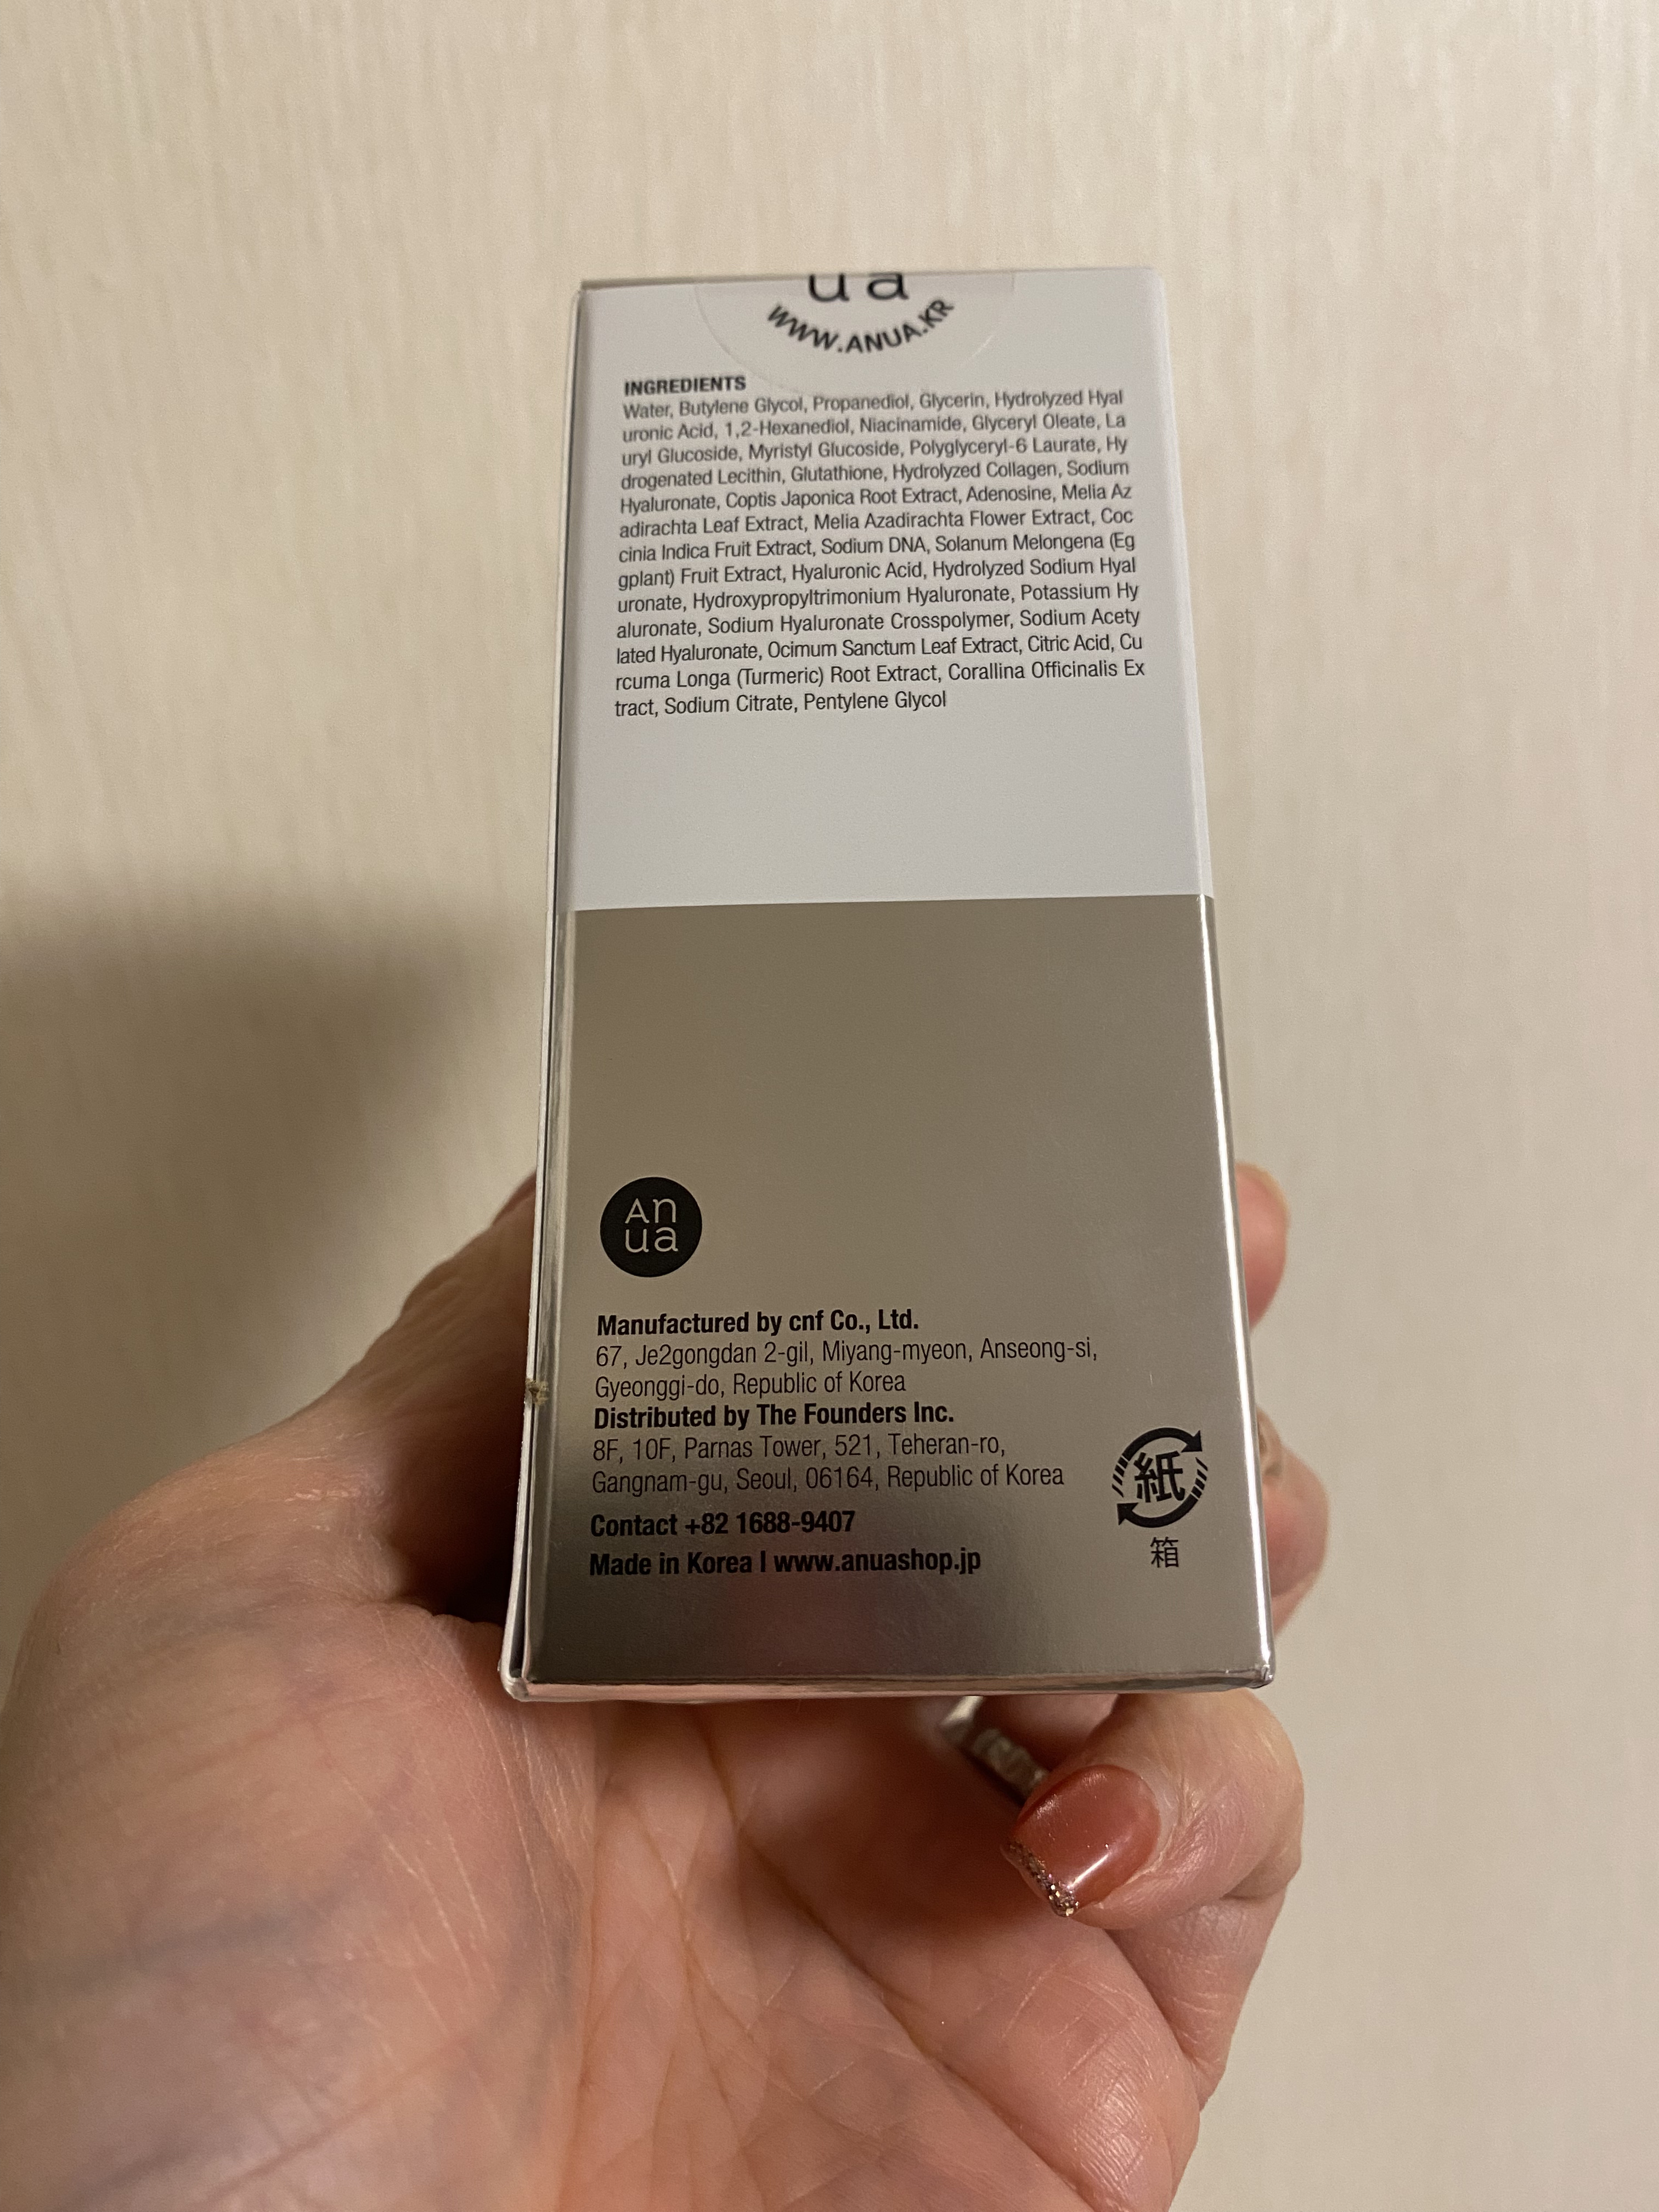 ua
WWW.ANUA.KR
INGREDIENTS
Water, Butylene Glycol, Propanediol, Glycerin, Hydrolyzed Hyal
uronic Acid, 1,2-Hexanediol, Niacinamide, Glyceryl Oleate, La
uryl Glucoside, Myristyl Glucoside, Polyglyceryl-6 Laurate, Hy
drogenated Lecithin, Glutathione, Hydrolyzed Collagen, Sodium
Hyaluronate, Coptis Japonica Root Extract, Adenosine, Melia Az
adirachta Leaf Extract, Melia Azadirachta Flower Extract, Coc
cinia Indica Fruit Extract, Sodium DNA, Solanum Melongena (Eg
gplant) Fruit Extract, Hyaluronic Acid, Hydrolyzed Sodium Hyal
uronate, Hydroxypropyltrimonium Hyaluronate, Potassium Hy
aluronate, Sodium Hyaluronate Crosspolymer, Sodium Acety
lated Hyaluronate, Ocimum Sanctum Leaf Extract, Citric Acid, Cu
rcuma Longa (Turmeric) Root Extract, Corallina Officinalis Ex
tract, Sodium Citrate, Pentylene Glycol
An
ua
Manufactured by cnf Co., Ltd.
67, Je2gongdan 2-gil, Miyang-myeon, Anseong-si,
Gyeonggi-do, Republic of Korea
Distributed by The Founders Inc.
8F, 10F, Parnas Tower, 521, Teheran-ro,
Gangnam-gu, Seoul, 06164, Republic of Korea
Contact +82 1688-9407
Made in Korea l www.anuashop.jp
紙
箱